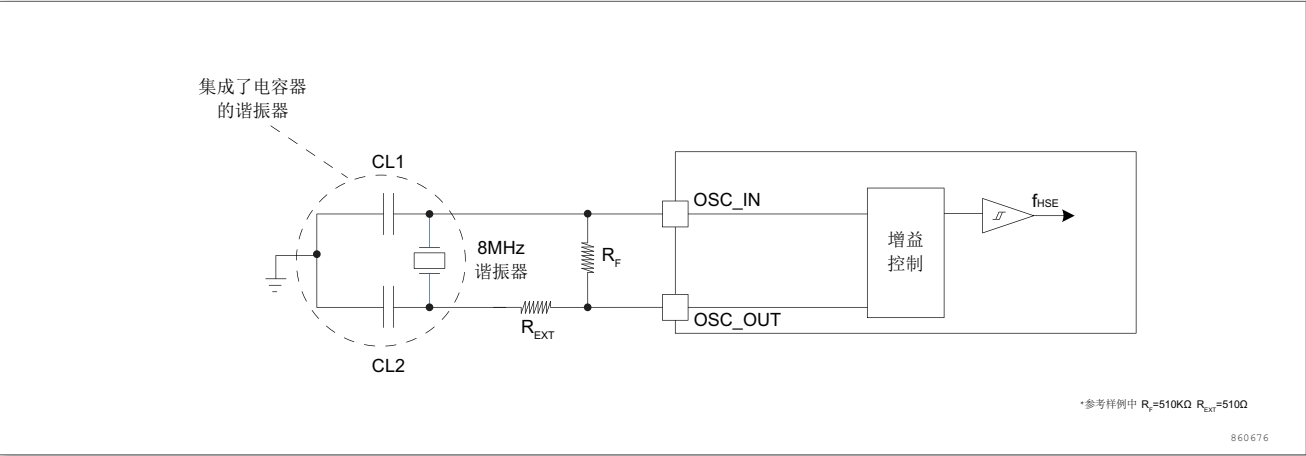 集成了电容器
的谐振器
CL1
OSC_IN
fHSE
8MHz
谐振器
RF
增益
控制
REXT
OSC_OUT
CL2
*参考样例中 RF=510KΩ REXT=510Ω
860676